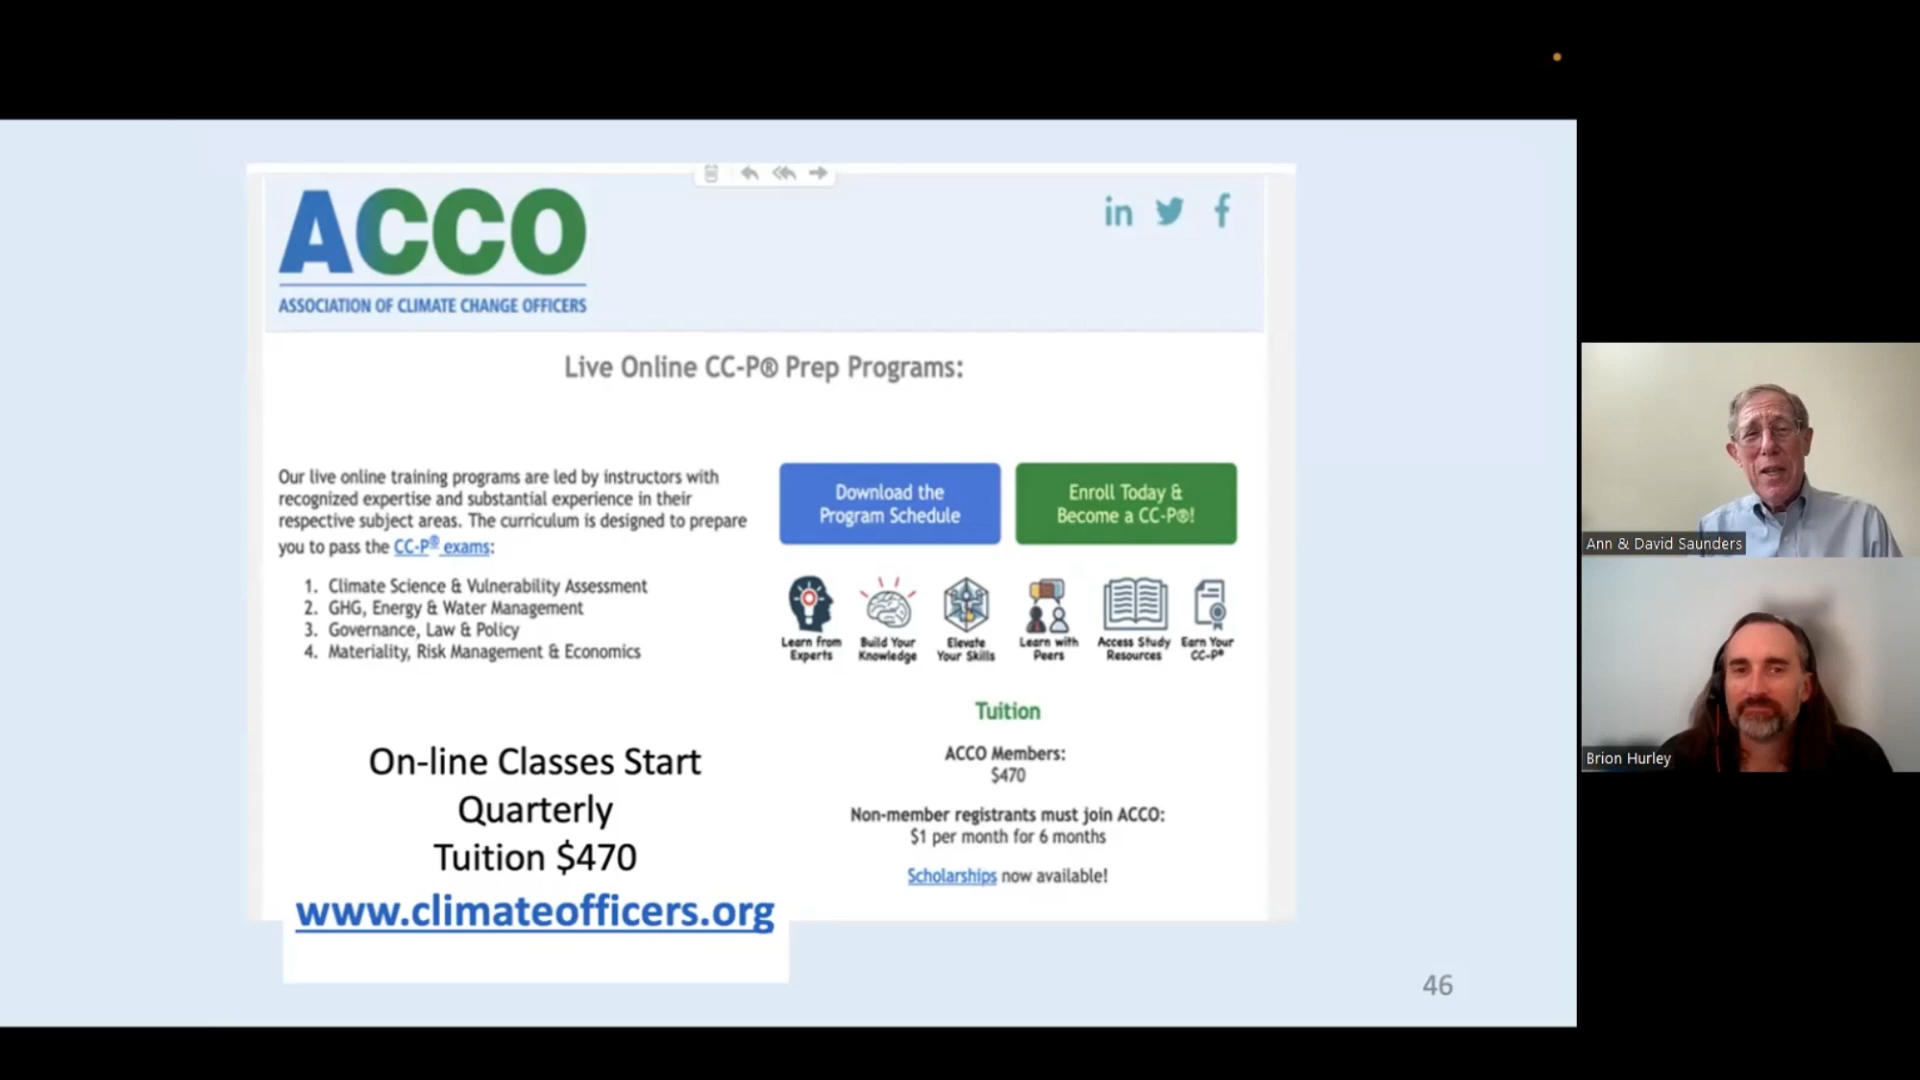 ACCO
ASSOCIATION OF CLIMATE CHANGE OFFICERS
in
f
Live Online CC-P® Prep Programs:
Our live online training programs are led by instructors with
recognized expertise and substantial experience in their
respective subject areas. The curriculum is designed to prepare
you to pass the CC-P® exams:
1. Climate Science & Vulnerability Assessment
2. GHG, Energy & Water Management
3. Governance, Law & Policy
4. Materiality, Risk Management & Economics
Download the
Program Schedule
Enroll Today &
Become a CC-P®!
Learn from
Experts
Build Your
Knowledge
Elevate
Your Skills
Learn with
Peers
Access Study
Resources
Earn Your
CC-P®
Tuition
ACCO Members:
$470
Non-member registrants must join ACCO:
$1 per month for 6 months
Scholarships now available!
On-line Classes Start
Quarterly
Tuition $470
www.climateofficers.org
46
Ann & David Saunders
Brion Hurley